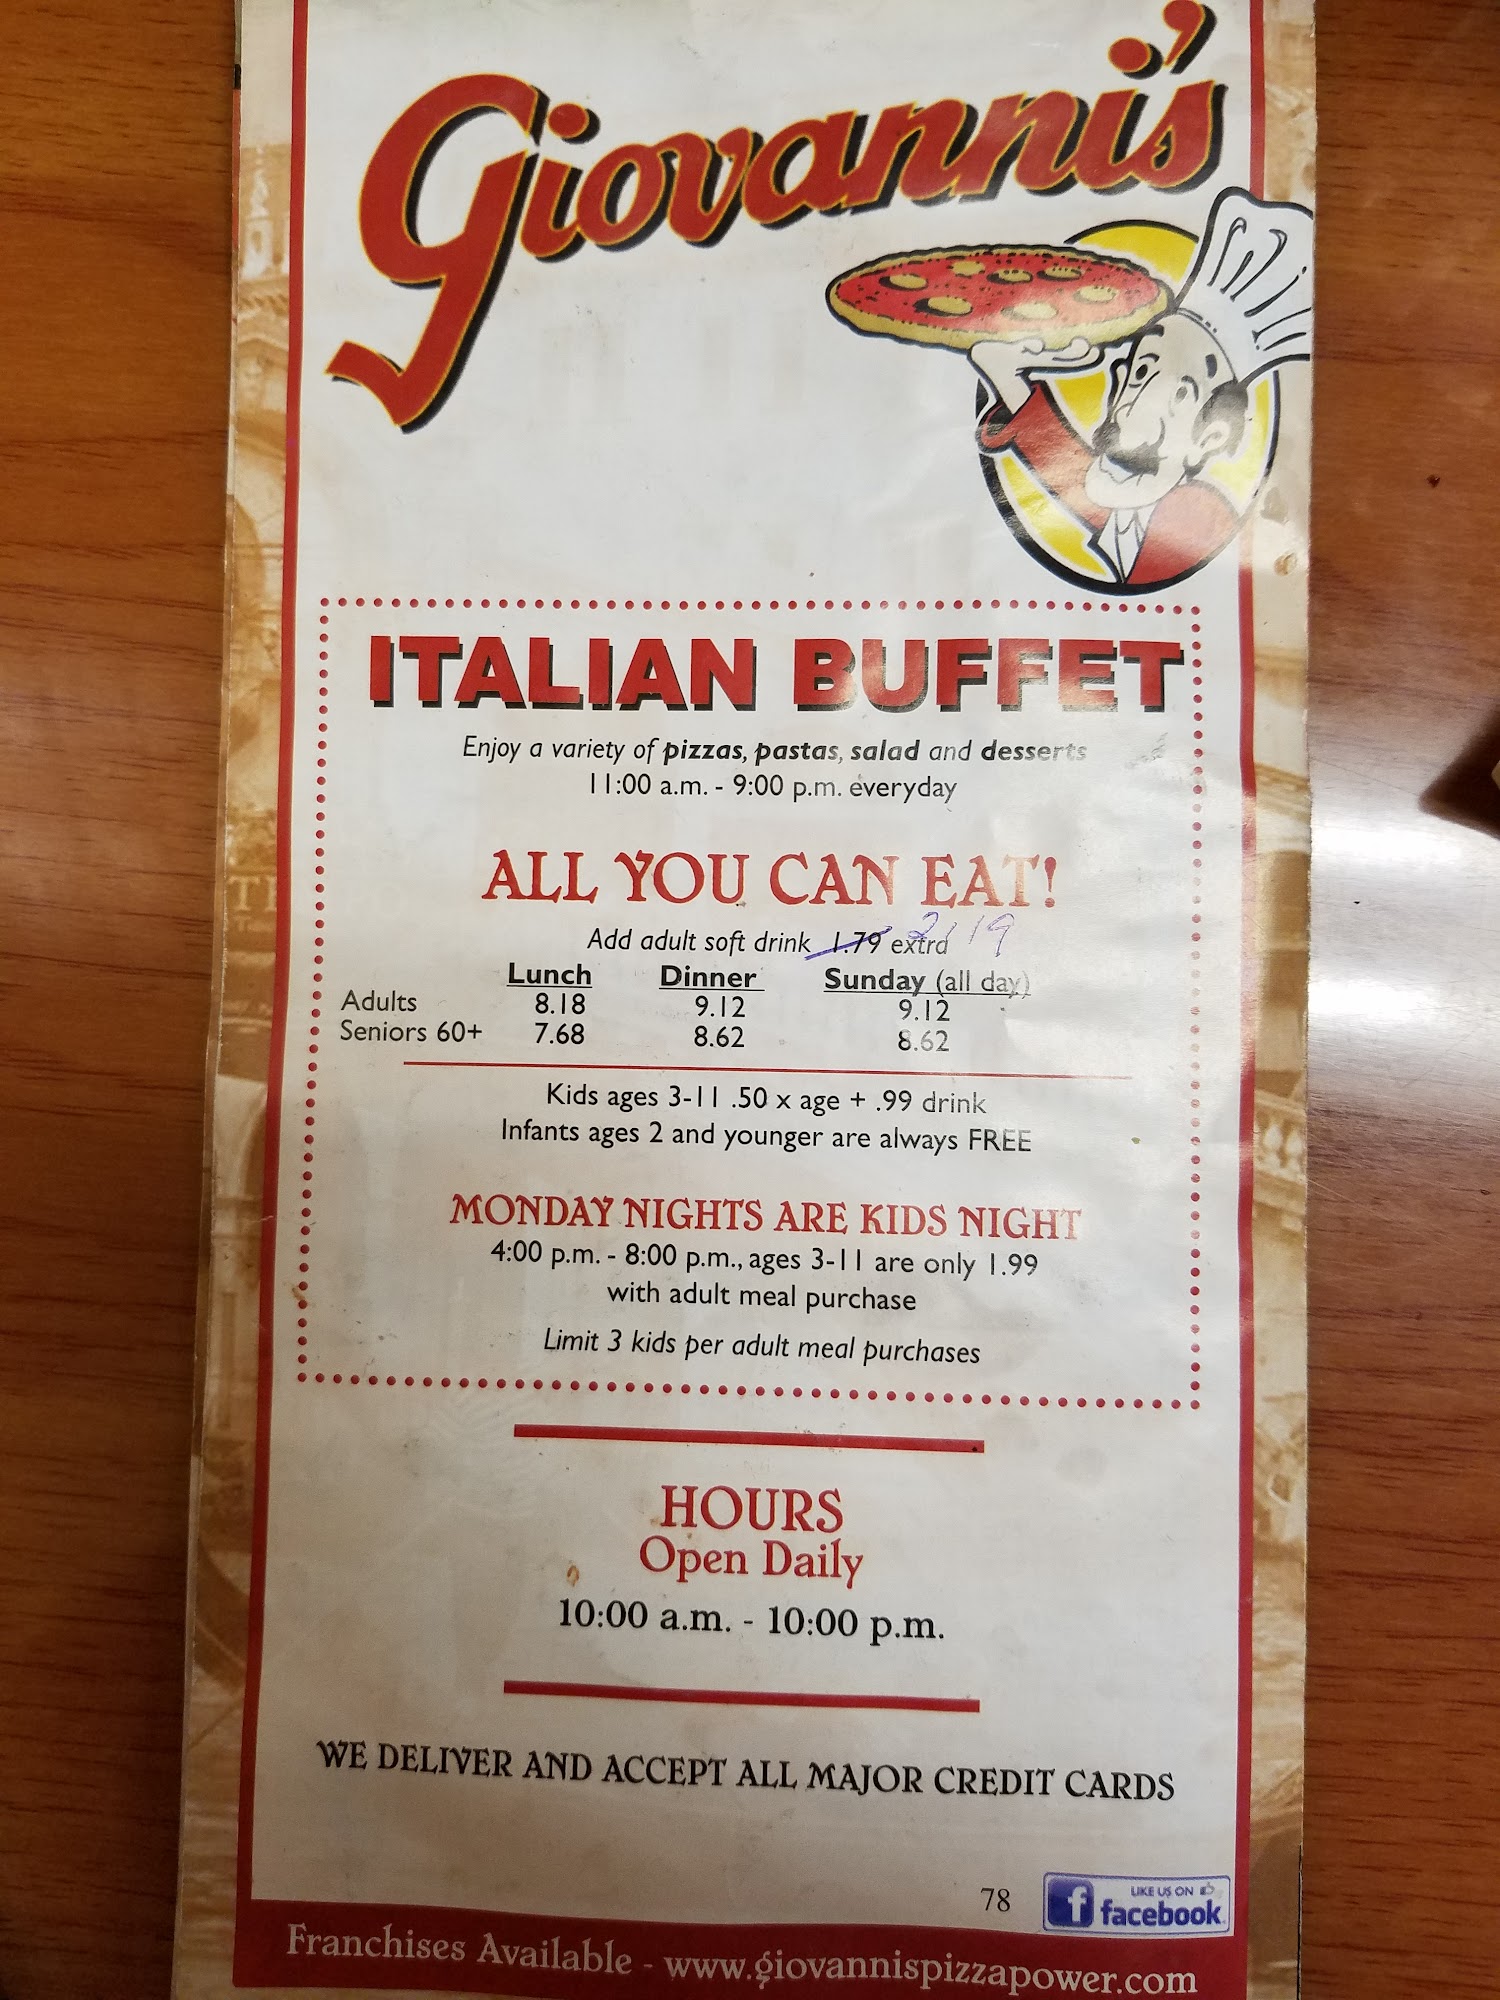 Giovanni's
ITALIAN BUFFET
Enjoy a variety of pizzas, pastas, salad and desserts
11:00 a.m. - 9:00 p.m. everyday
ALL YOU CAN EAT!
Add adult soft drink 1.79 extra 2.19
Lunch Dinner Sunday (all day)
Adults 8.18 9.12 9.12
Seniors 60+ 7.68 8.62 8.62
Kids ages 3-11 .50 x age + .99 drink
Infants ages 2 and younger are always FREE
MONDAY NIGHTS ARE KIDS NIGHT
4:00 p.m. - 8:00 p.m., ages 3-11 are only 1.99
with adult meal purchase
Limit 3 kids per adult meal purchases
HOURS
Open Daily
10:00 a.m. - 10:00 p.m.
WE DELIVER AND ACCEPT ALL MAJOR CREDIT CARDS
78
LIKE US ON
facebook
Franchises Available - www.giovannispizzapower.com